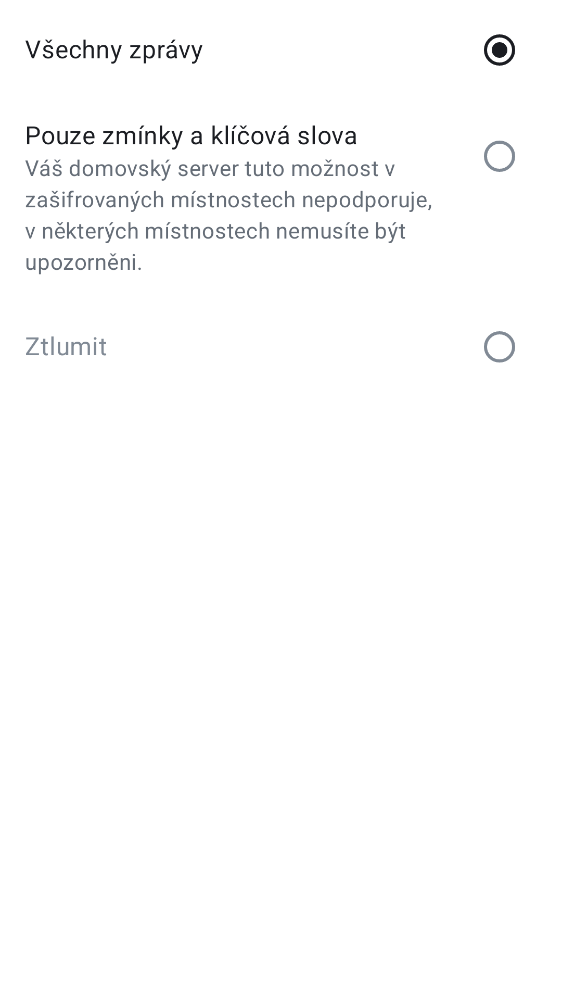 Všechny zprávy
Pouze zmínky a klíčová slova
Váš domovský server tuto možnost v
zašifrovaných místnostech nepodporuje,
v některých místnostech nemusíte být
upozorněni.
Ztlumit